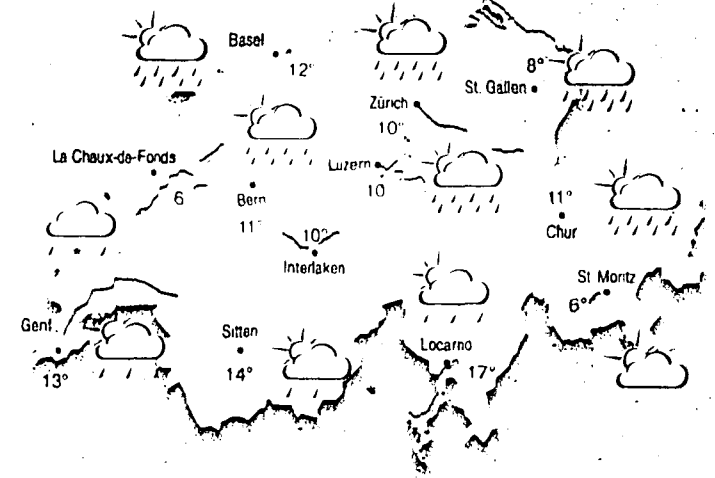 Basel
12°
8°
St. Gallen
Zürich
10°
La Chaux-de-Fonds
6
Luzern
10
Bern
11°
11°
Chur
10°
Interlaken
St Moritz
6°
Genf
13°
Sitten
14°
Locarno
17°